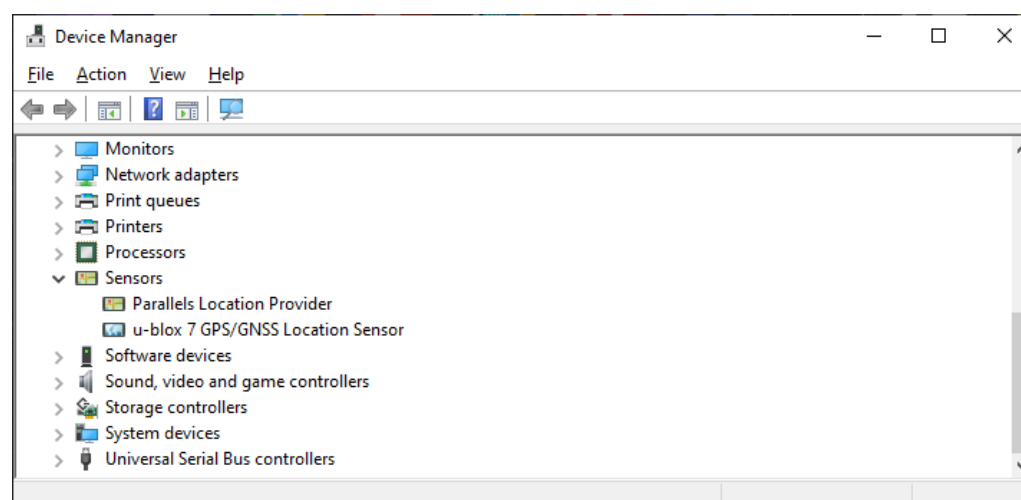 Device Manager
File Action View Help
Monitors
Network adapters
Print queues
Printers
Processors
Sensors
Parallels Location Provider
u-blox 7 GPS/GNSS Location Sensor
Software devices
Sound, video and game controllers
Storage controllers
System devices
Universal Serial Bus controllers